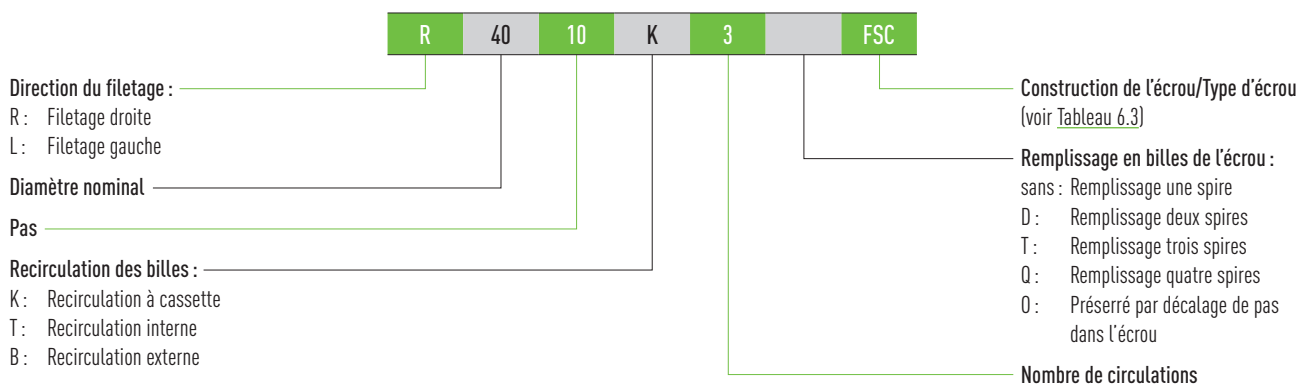 R 40 10 K 3 FSC
Direction du filetage :
R : Filetage droite
L : Filetage gauche
Diamètre nominal
Pas
Recirculation des billes :
K : Recirculation à cassette
T : Recirculation interne
B : Recirculation externe
Construction de l’écrou/Type d’écrou
(voir Tableau 6.3)
Remplissage en billes de l’écrou :
sans : Remplissage une spire
D : Remplissage deux spires
T : Remplissage trois spires
Q : Remplissage quatre spires
O : Préserré par décalage de pas
dans l’écrou
Nombre de circulations